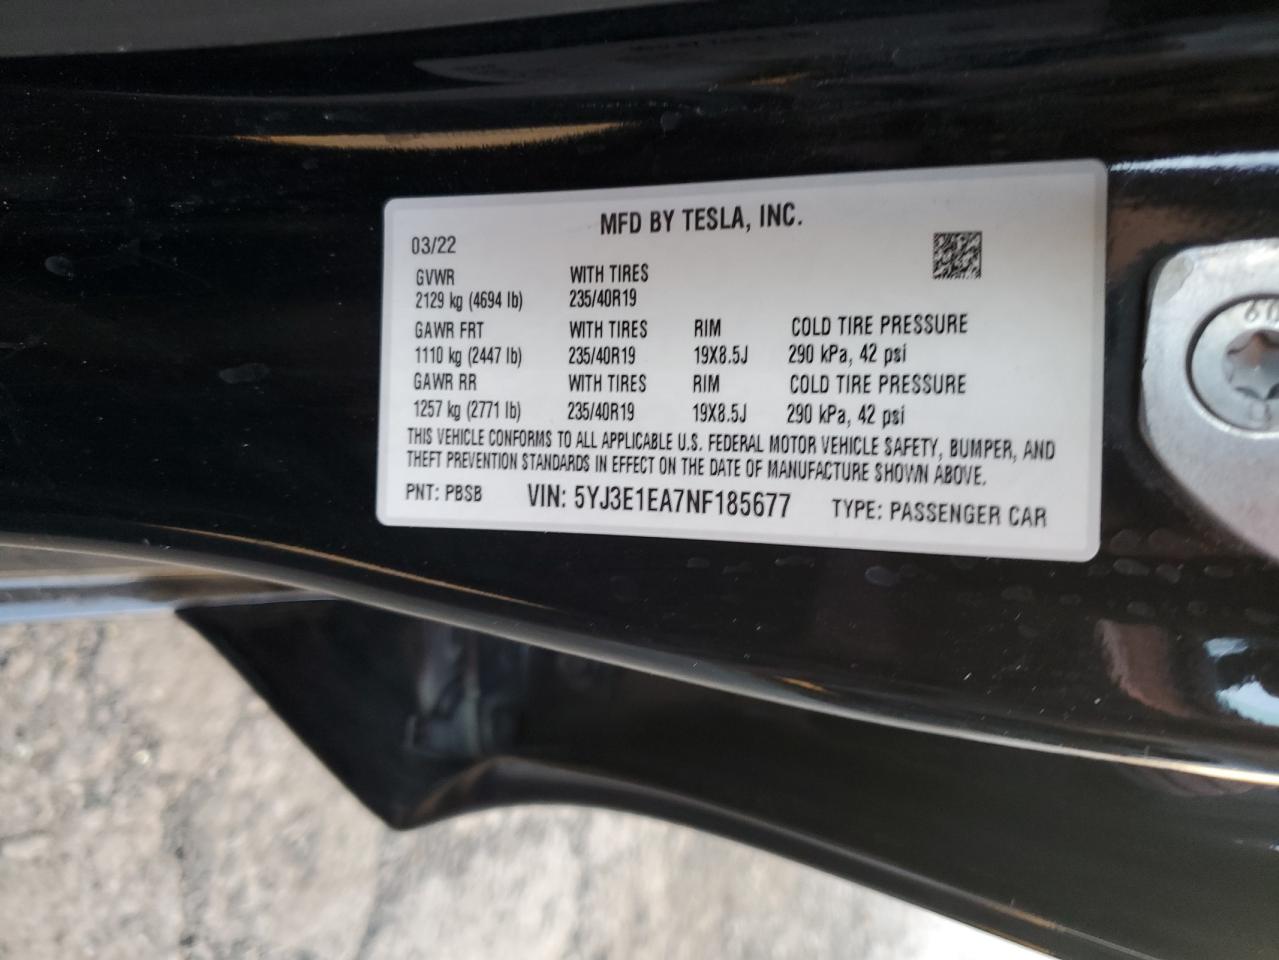 MFD BY TESLA, INC.
03/22
GVWR WITH TIRES
2129 kg (4694 lb) 235/40R19
GAWR FRT WITH TIRES RIM COLD TIRE PRESSURE
1110 kg (2447 lb) 235/40R19 19X8.5J 290 kPa, 42 psi
GAWR RR WITH TIRES RIM COLD TIRE PRESSURE
1257 kg (2771 lb) 235/40R19 19X8.5J 290 kPa, 42 psi
THIS VEHICLE CONFORMS TO ALL APPLICABLE U.S. FEDERAL MOTOR VEHICLE SAFETY, BUMPER, AND
THEFT PREVENTION STANDARDS IN EFFECT ON THE DATE OF MANUFACTURE SHOWN ABOVE.
PNT: PBSB VIN: 5YJ3E1EA7NF185677 TYPE: PASSENGER CAR